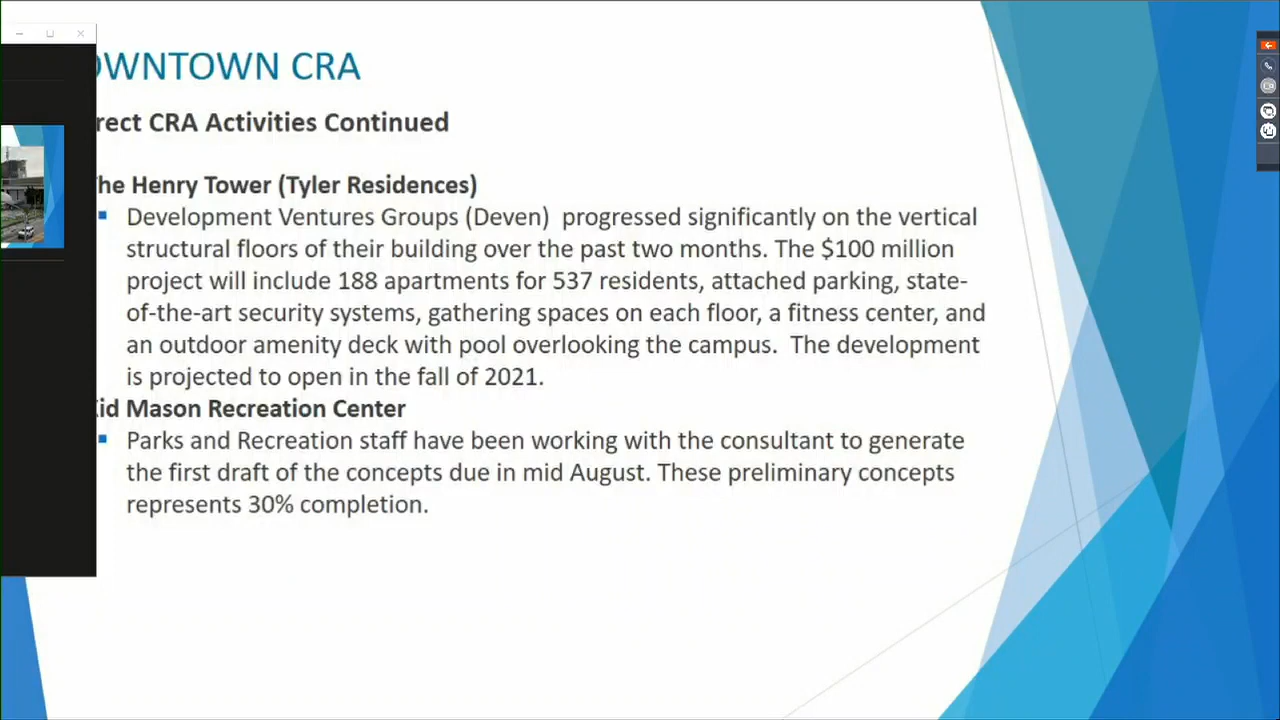 OWNTOWN CRA
rect CRA Activities Continued
he Henry Tower (Tyler Residences)
Development Ventures Groups (Deven) progressed significantly on the vertical
structural floors of their building over the past two months. The $100 million
project will include 188 apartments for 537 residents, attached parking, state-
of-the-art security systems, gathering spaces on each floor, a fitness center, and
an outdoor amenity deck with pool overlooking the campus. The development
is projected to open in the fall of 2021.
id Mason Recreation Center
Parks and Recreation staff have been working with the consultant to generate
the first draft of the concepts due in mid August. These preliminary concepts
represents 30% completion.